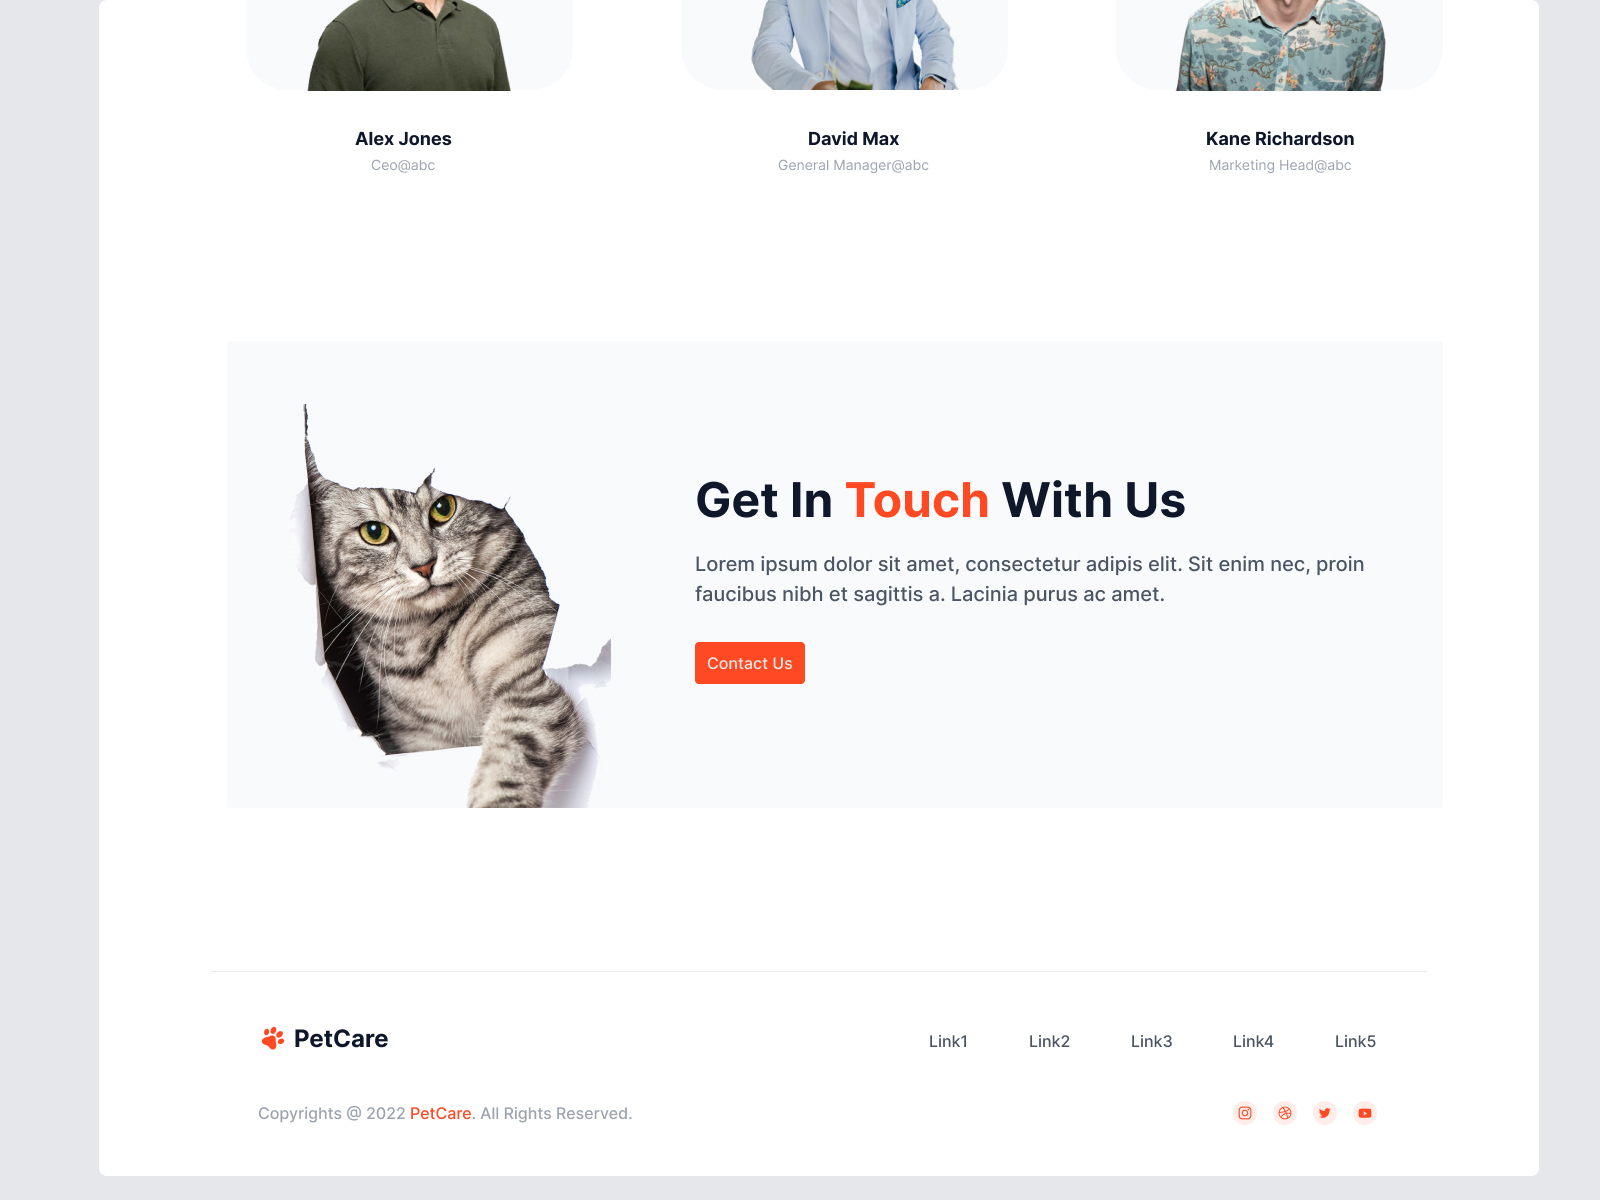 Alex Jones
Ceo@abc
David Max
General Manager@abc
Kane Richardson
Marketing Head@abc
Get In Touch With Us
Lorem ipsum dolor sit amet, consectetur adipis elit. Sit enim nec, proin
faucibus nibh et sagittis a. Lacinia purus ac amet.
Contact Us
PetCare
Link1 Link2 Link3 Link4 Link5
Copyrights @ 2022 PetCare. All Rights Reserved.